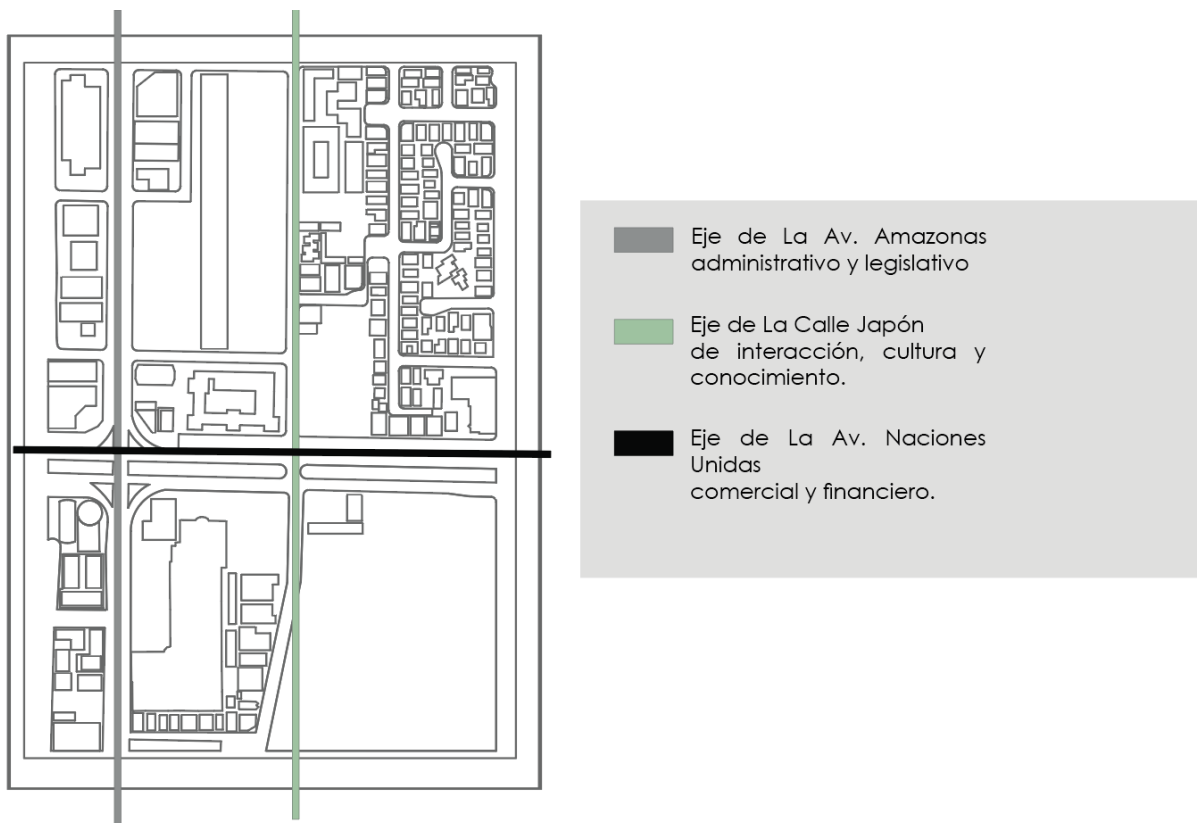 Eje de La Av. Amazonas
administrativo y legislativo
Eje de La Calle Japón
de interacción, cultura y
conocimiento.
Eje de La Av. Naciones
Unidas
comercial y financiero.